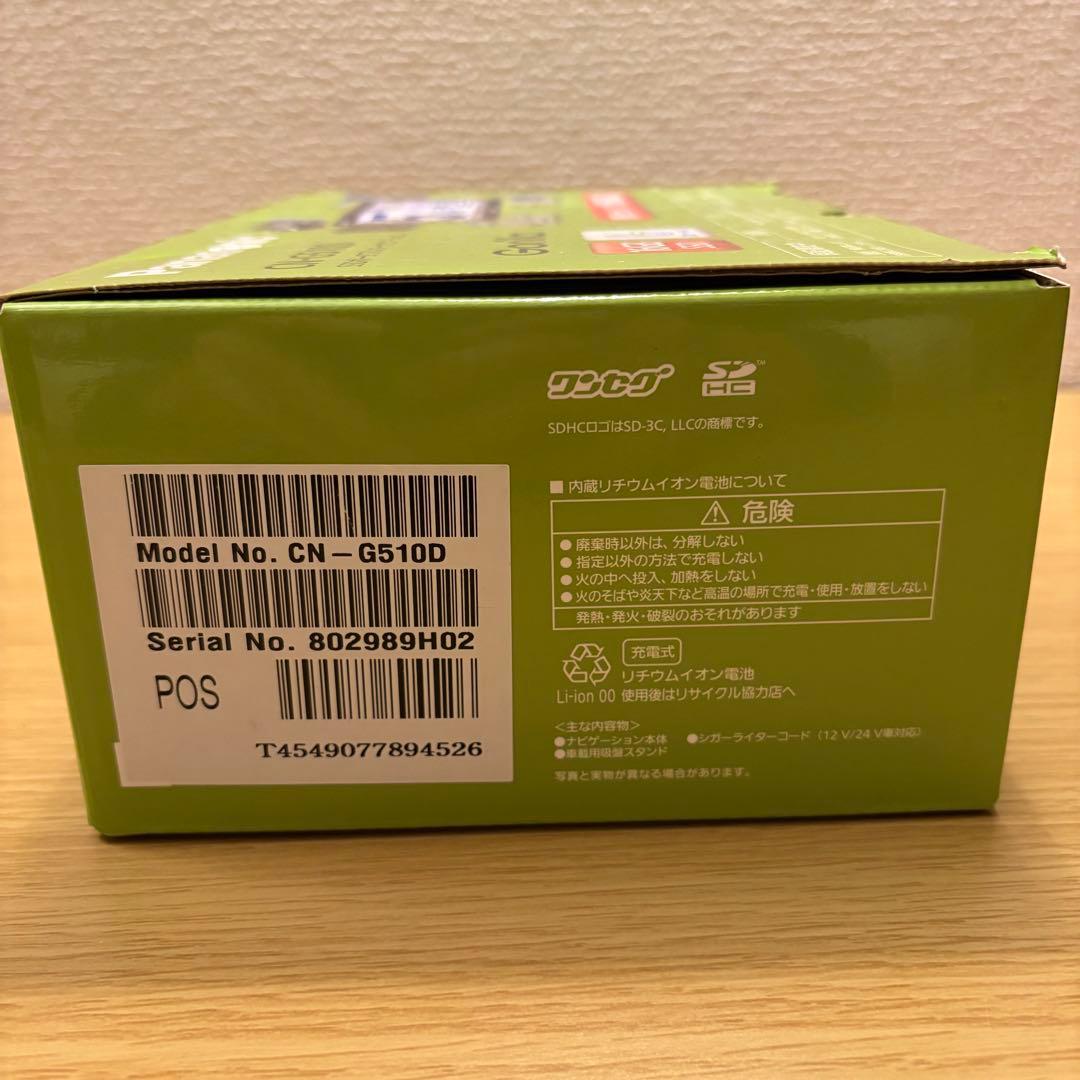 Panasonic
CN-G510D
Gorilla
ワンセグ
SD HC™
SDHCロゴはSD-3C, LLCの商標です。
■ 内蔵リチウムイオン電池について
⚠ 危険
● 廃棄時以外は、分解しない
● 指定以外の方法で充電しない
● 火の中へ投入、加熱をしない
● 火のそばや炎天下など高温の場所で充電・使用・放置をしない
発熱・発火・破裂のおそれがあります
充電式
リチウムイオン電池
Li-ion 00 使用後はリサイクル協力店へ
<主な内容物>
●ナビゲーション本体 ●シガーライターコード（12 V/24 V車対応）
●車載用吸盤スタンド
写真と実物が異なる場合があります。
Model No. CN－G510D
Serial No. 802989H02
POS
T4549077894526